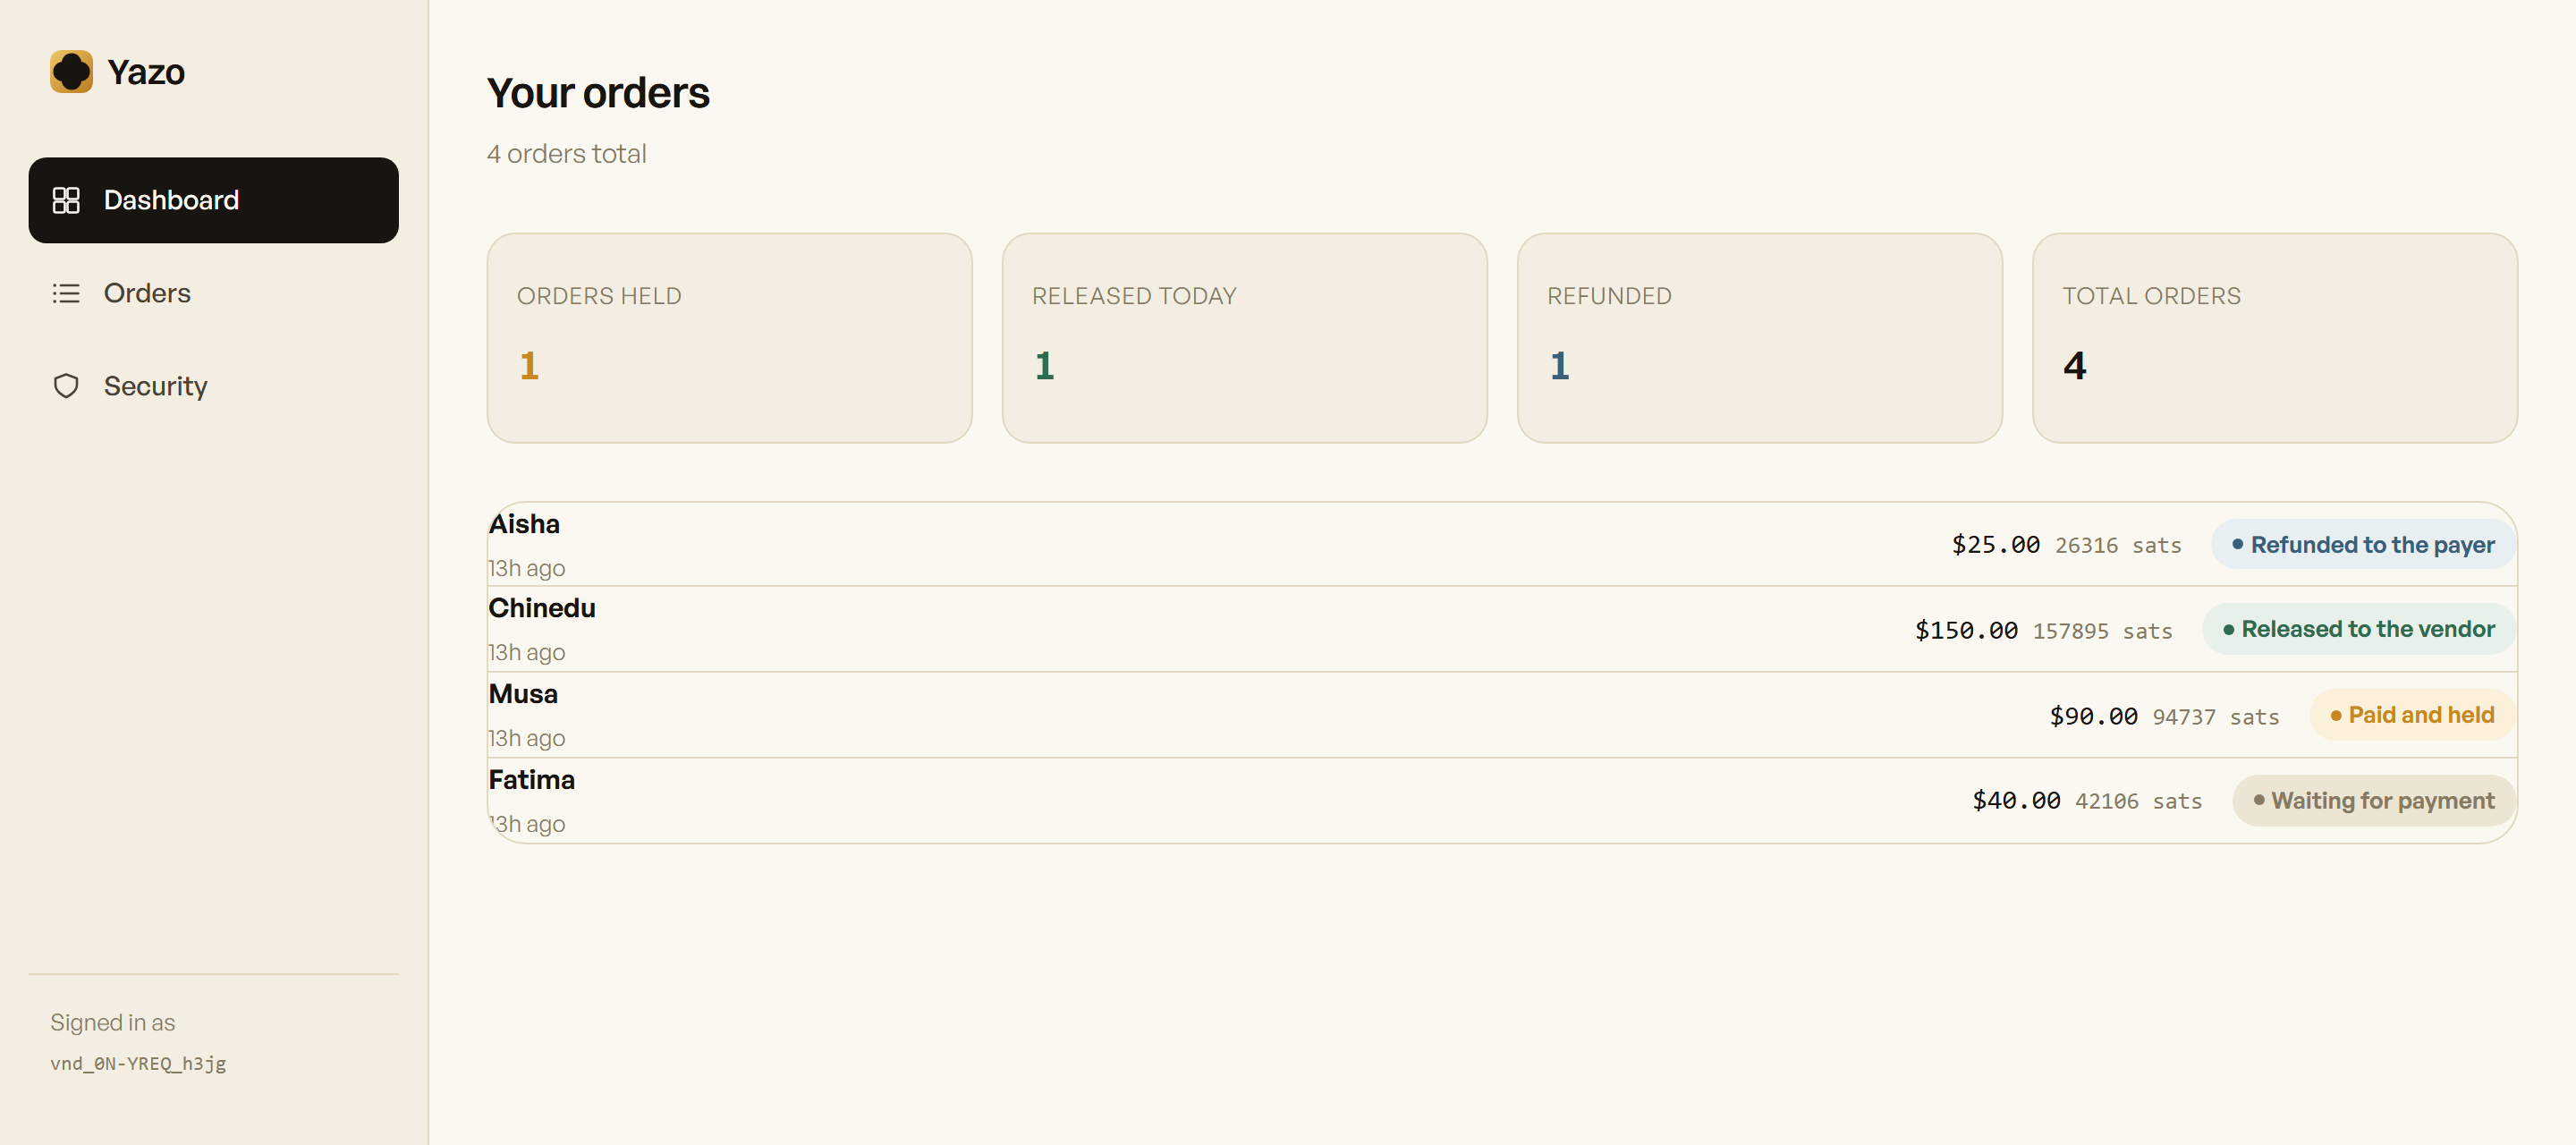 Yazo
Dashboard
Orders
Security
Signed in as
vnd_0N-YREQ_h3jg
Your orders
4 orders total
ORDERS HELD
1
RELEASED TODAY
1
REFUNDED
1
TOTAL ORDERS
4
Aisha
13h ago
$25.00 26316 sats
Refunded to the payer
Chinedu
13h ago
$150.00 157895 sats
Released to the vendor
Musa
13h ago
$90.00 94737 sats
Paid and held
Fatima
13h ago
$40.00 42106 sats
Waiting for payment